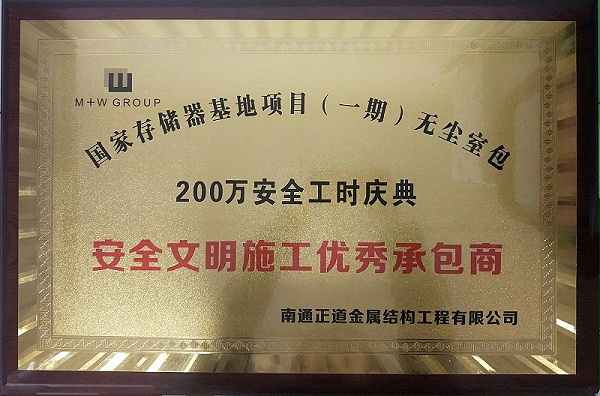 M+W GROUP
国家存储器基地项目（一期）无尘室包
200万安全工时庆典
安全文明施工优秀承包商
南通正道金属结构工程有限公司